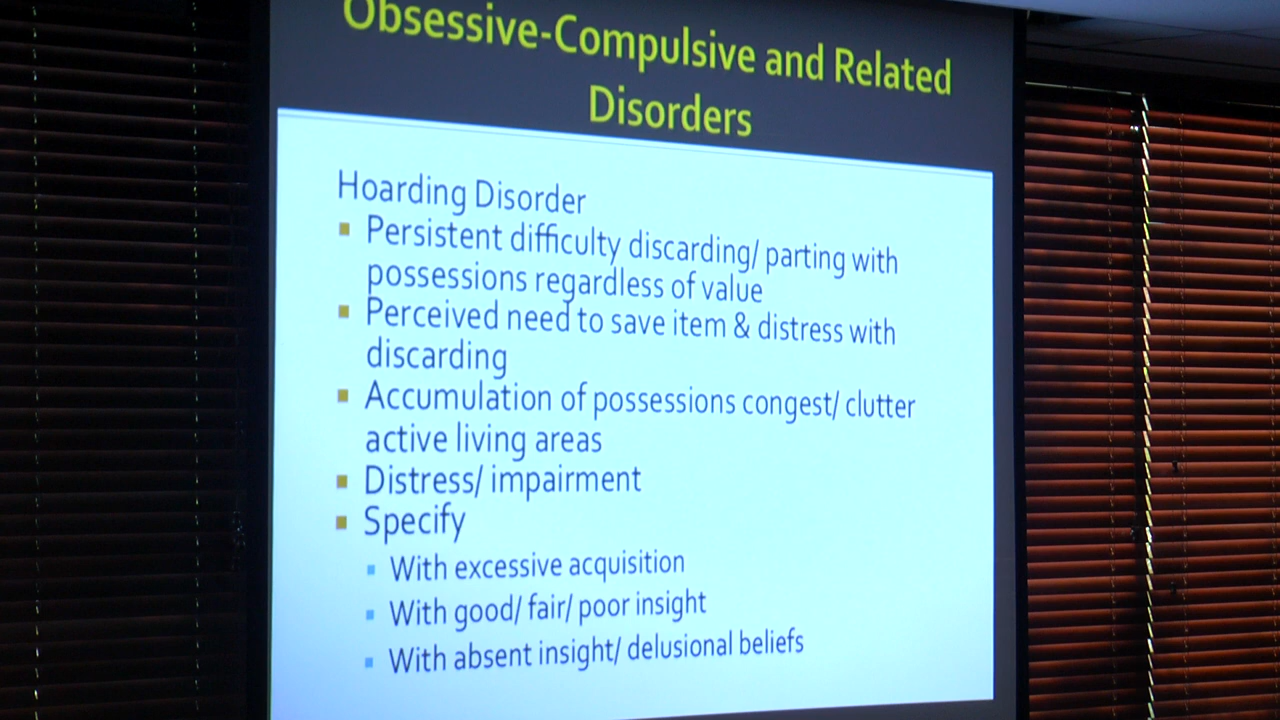 Obsessive-Compulsive and Related
Disorders
Hoarding Disorder
Persistent difficulty discarding/ parting with
possessions regardless of value
Perceived need to save item & distress with
discarding
Accumulation of possessions congest/ clutter
active living areas
Distress/ impairment
Specify
With excessive acquisition
With good/ fair/ poor insight
With absent insight/ delusional beliefs